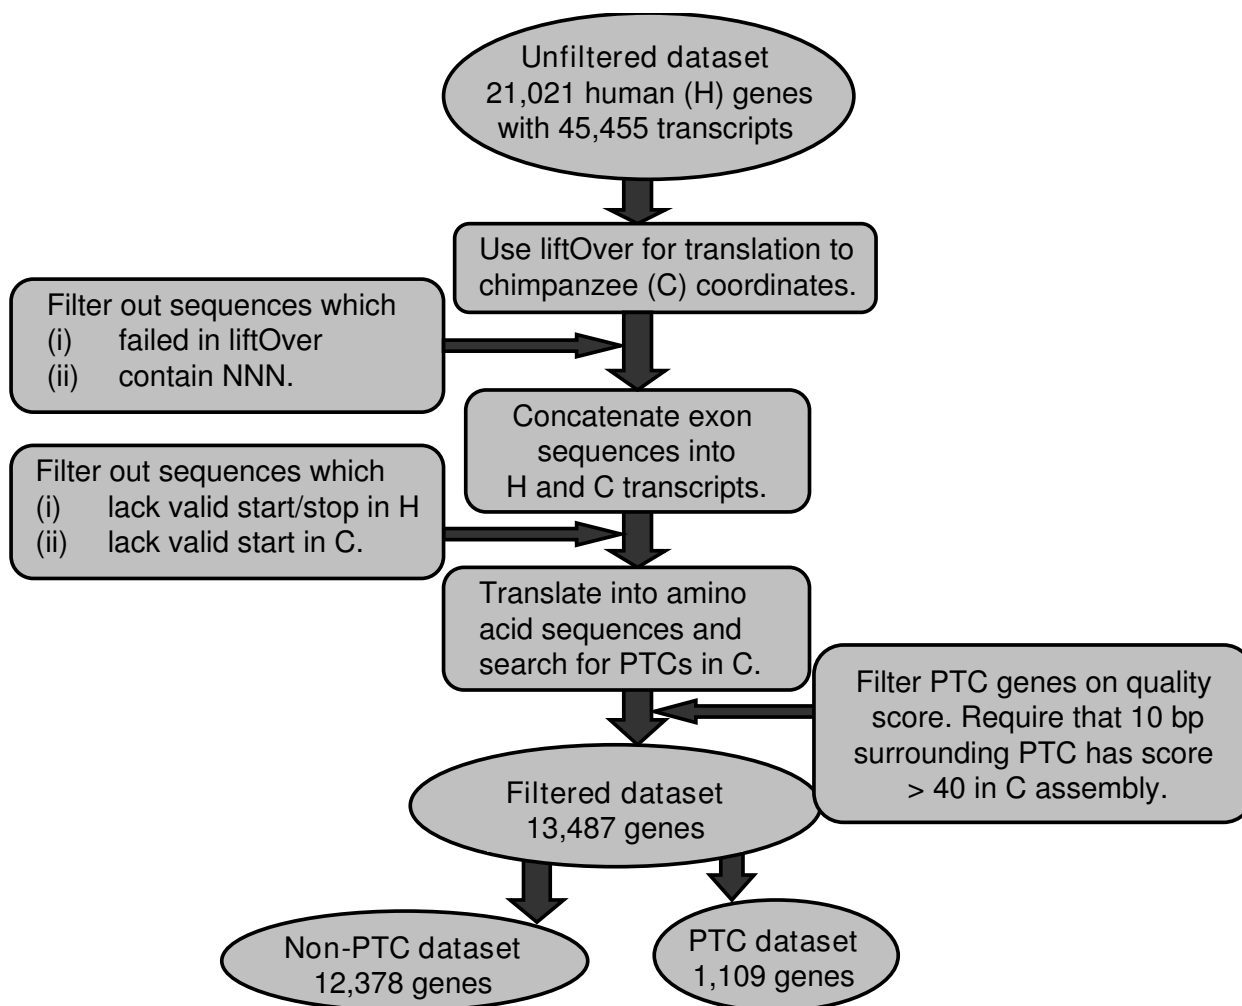 Unfiltered dataset
21,021 human (H) genes
with 45,455 transcripts
Use liftOver for translation to
chimpanzee (C) coordinates.
Filter out sequences which
(i) failed in liftOver
(ii) contain NNN.
Concatenate exon
sequences into
H and C transcripts.
Filter out sequences which
(i) lack valid start/stop in H
(ii) lack valid start in C.
Translate into amino
acid sequences and
search for PTCs in C.
Filter PTC genes on quality
score. Require that 10 bp
surrounding PTC has score
> 40 in C assembly.
Filtered dataset
13,487 genes
Non-PTC dataset
12,378 genes
PTC dataset
1,109 genes